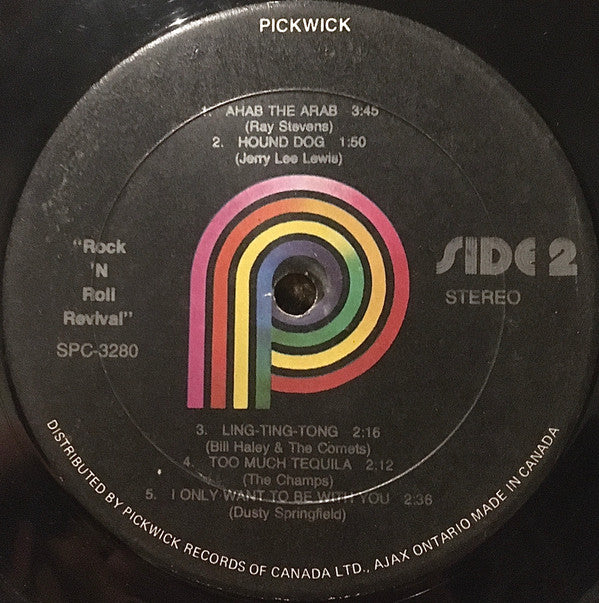 PICKWICK
1. AHAB THE ARAB 3:45
(Ray Stevens)
2. HOUND DOG 1:50
(Jerry Lee Lewis)
"Rock
'N
Roll
Revival"
SPC-3280
SIDE 2
STEREO
3. LING-TING-TONG 2:16
(Bill Haley & The Comets)
4. TOO MUCH TEQUILA 2:12
(The Champs)
5. I ONLY WANT TO BE WITH YOU 2:36
(Dusty Springfield)
DISTRIBUTED BY PICKWICK RECORDS OF CANADA LTD., AJAX ONTARIO MADE IN CANADA